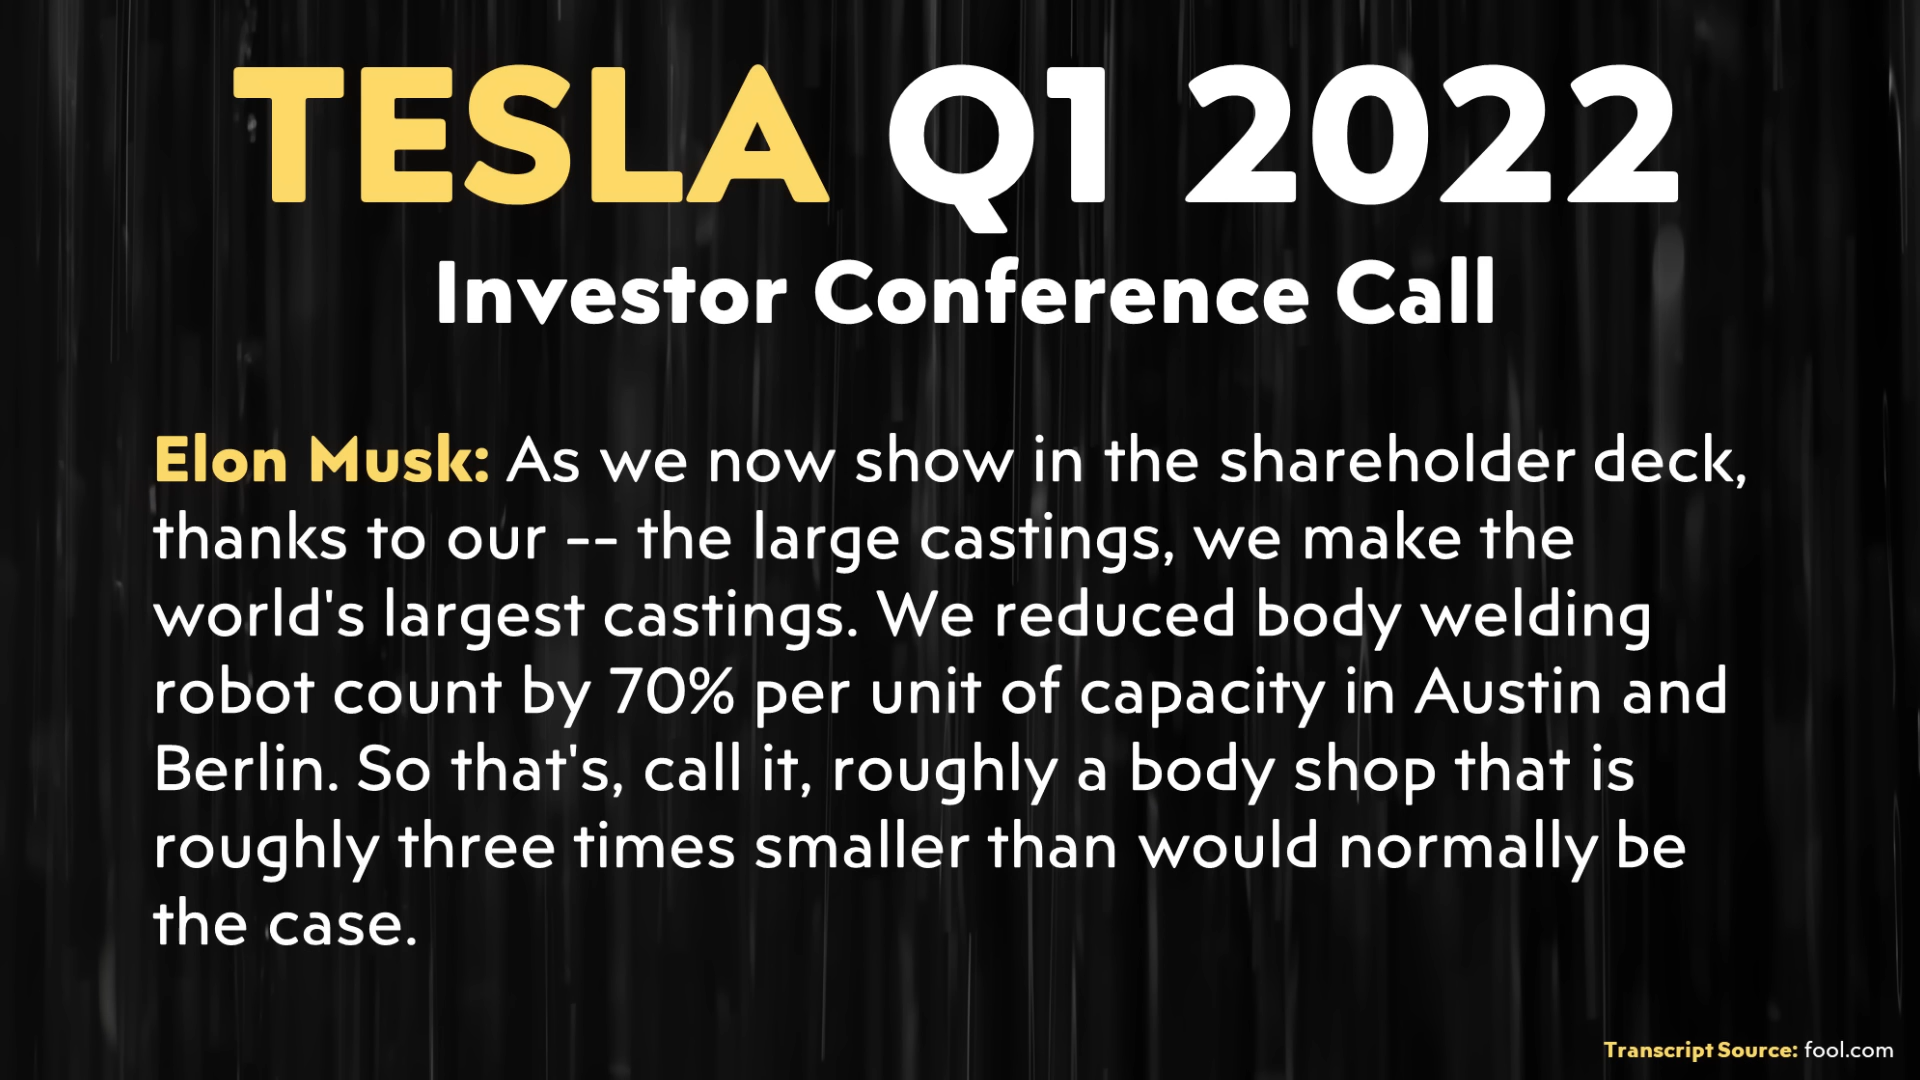 TESLA Q1 2022
Investor Conference Call
Elon Musk: As we now show in the shareholder deck,
thanks to our -- the large castings, we make the
world's largest castings. We reduced body welding
robot count by 70% per unit of capacity in Austin and
Berlin. So that's, call it, roughly a body shop that is
roughly three times smaller than would normally be
the case.
Transcript Source: fool.com